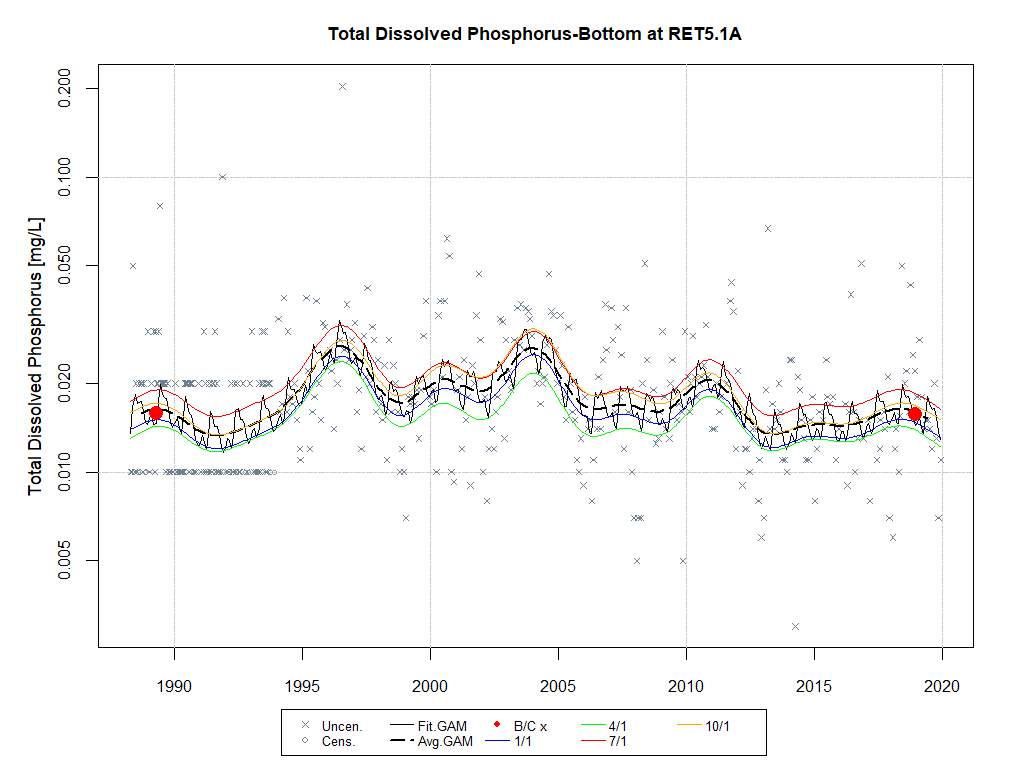 Total Dissolved Phosphorus-Bottom at RET5.1A
Total Dissolved Phosphorus [mg/L]
0.200
0.100
0.050
0.020
0.010
0.005
1990 1995 2000 2005 2010 2015 2020
Uncen. Fit.GAM B/C x 4/1 10/1
Cens. Avg.GAM 1/1 7/1